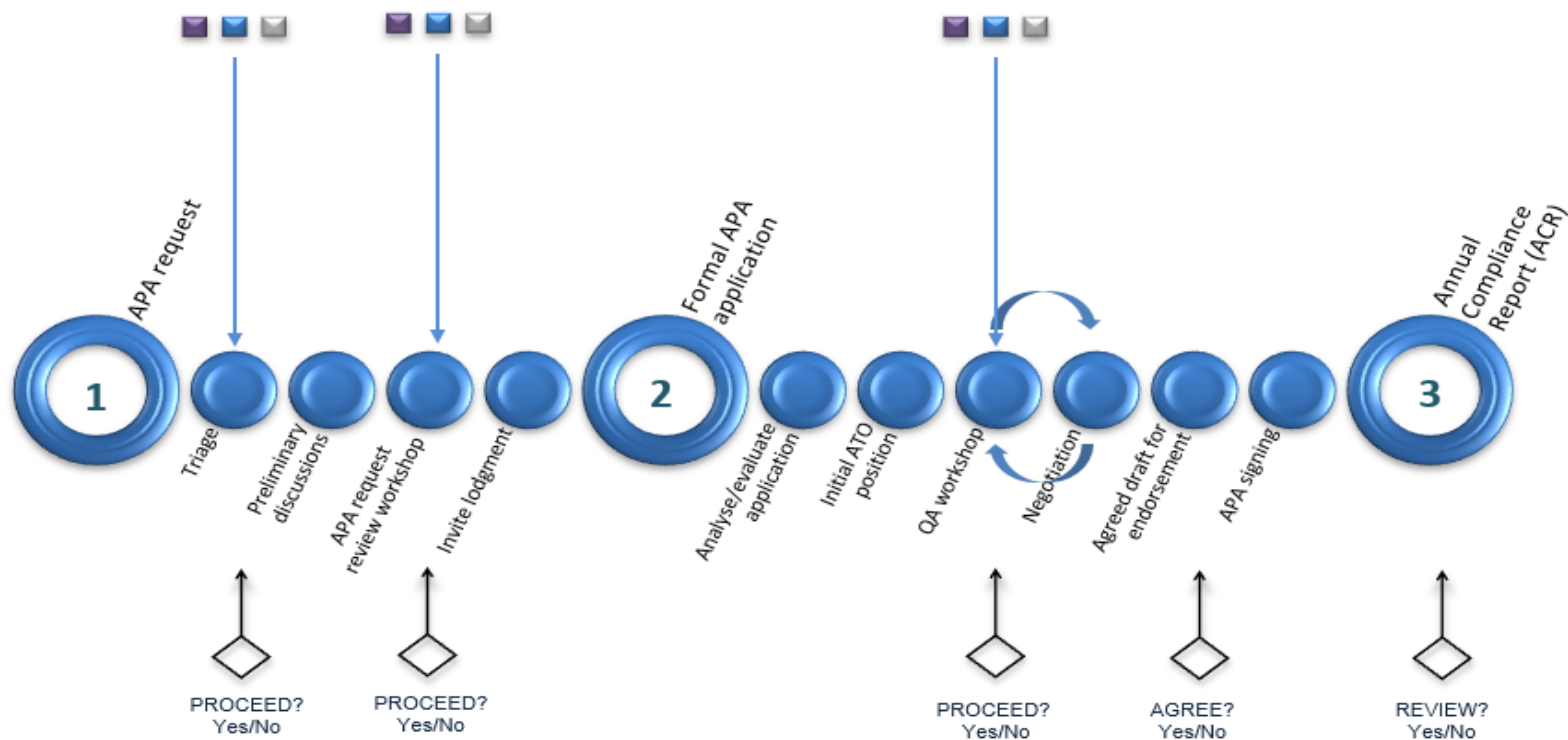 APA request
Formal APA
application
Annual
Compliance
Report (ACR)
1
2
3
Triage
Preliminary
discussions
APA request
review workshop
Invite lodgment
Analyse/evaluate
application
Initial ATO
position
QA workshop
Negotiation
Agreed draft for
endorsement
APA signing
PROCEED?
Yes/No
PROCEED?
Yes/No
PROCEED?
Yes/No
AGREE?
Yes/No
REVIEW?
Yes/No